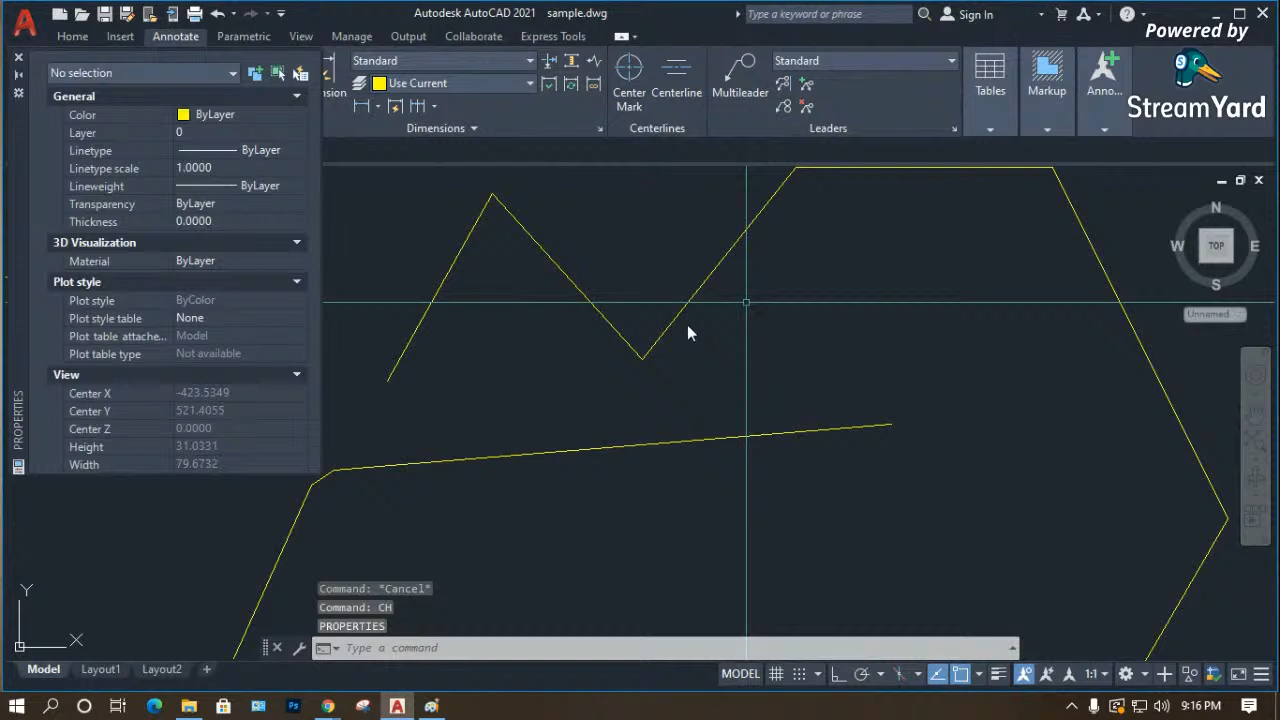 Autodesk AutoCAD 2021 sample.dwg
Type a keyword or phrase
Sign In
Powered by
StreamYard
Home Insert Annotate Parametric View Manage Output Collaborate Express Tools
No selection
General
Color ByLayer
Layer 0
Linetype ByLayer
Linetype scale 1.0000
Lineweight ByLayer
Transparency ByLayer
Thickness 0.0000
3D Visualization
Material ByLayer
Plot style
Plot style ByColor
Plot style table None
Plot table attache... Model
Plot table type Not available
View
Center X -423.5349
Center Y 521.4055
Center Z 0.0000
Height 31.0331
Width 79.6732
PROPERTIES
Standard
Use Current
Dimensions
Center Mark
Centerline
Centerlines
Multileader
Standard
Leaders
Tables
Markup
Anno...
N
W TOP E
S
Unnamed
Y
X
Command: *Cancel*
Command: CH
PROPERTIES
Type a command
Model Layout1 Layout2 +
MODEL
1:1
9:16 PM